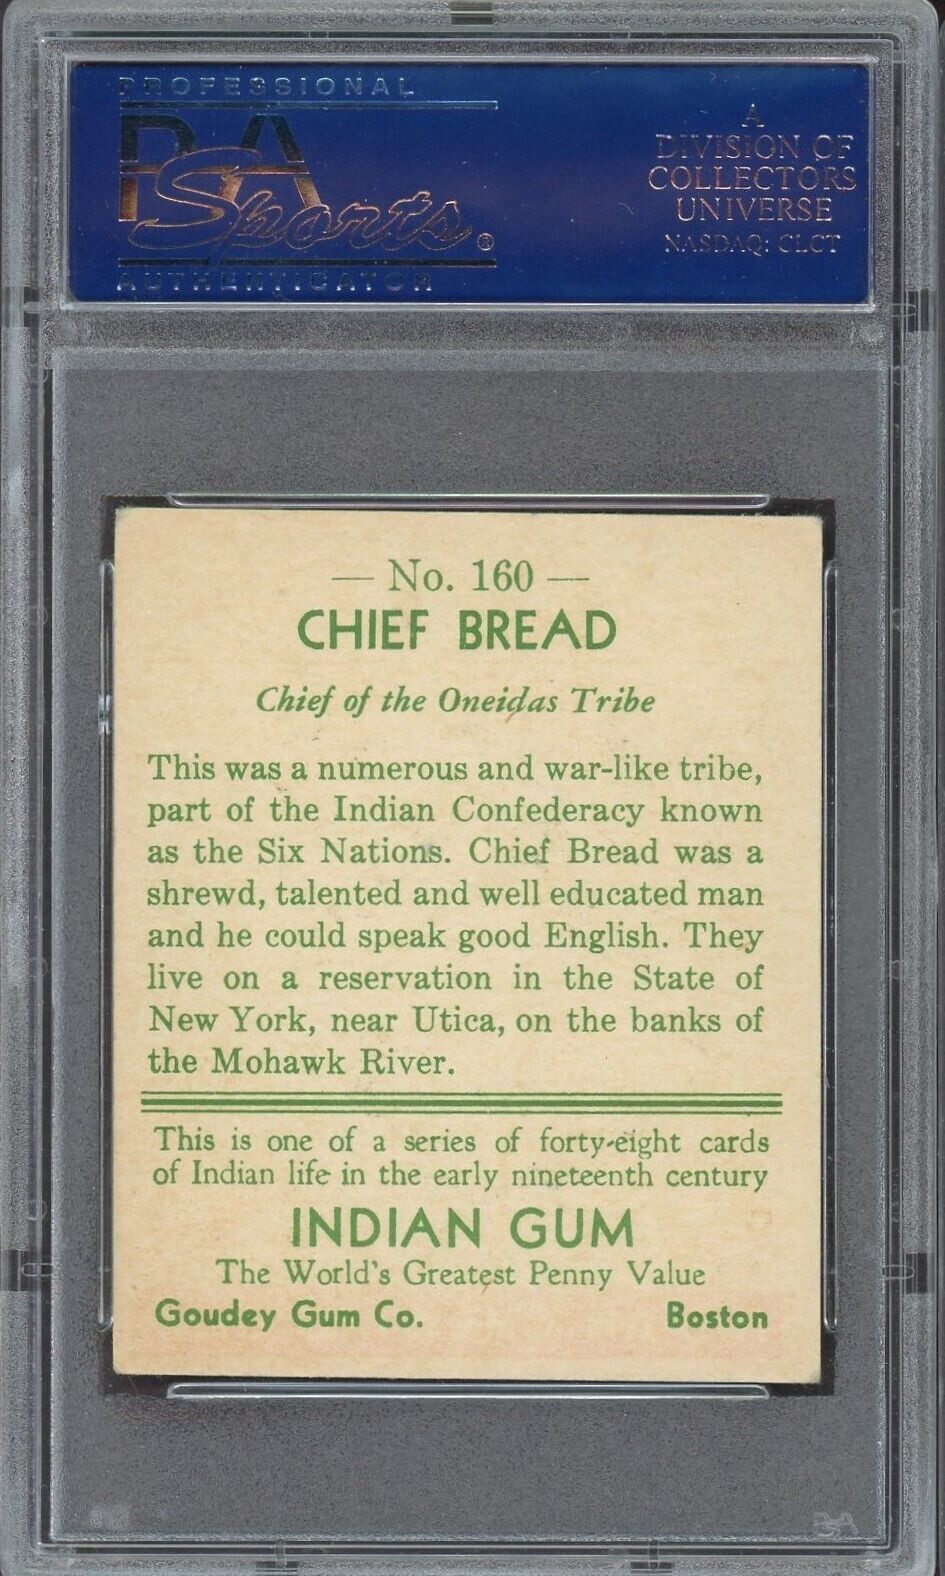 PROFESSIONAL
PSA
Sports®
AUTHENTICATOR
A
DIVISION OF
COLLECTORS
UNIVERSE
NASDAQ: CLCT
— No. 160 —
CHIEF BREAD
Chief of the Oneidas Tribe
This was a numerous and war-like tribe,
part of the Indian Confederacy known
as the Six Nations. Chief Bread was a
shrewd, talented and well educated man
and he could speak good English. They
live on a reservation in the State of
New York, near Utica, on the banks of
the Mohawk River.
This is one of a series of forty-eight cards
of Indian life in the early nineteenth century
INDIAN GUM
The World's Greatest Penny Value
Goudey Gum Co. Boston